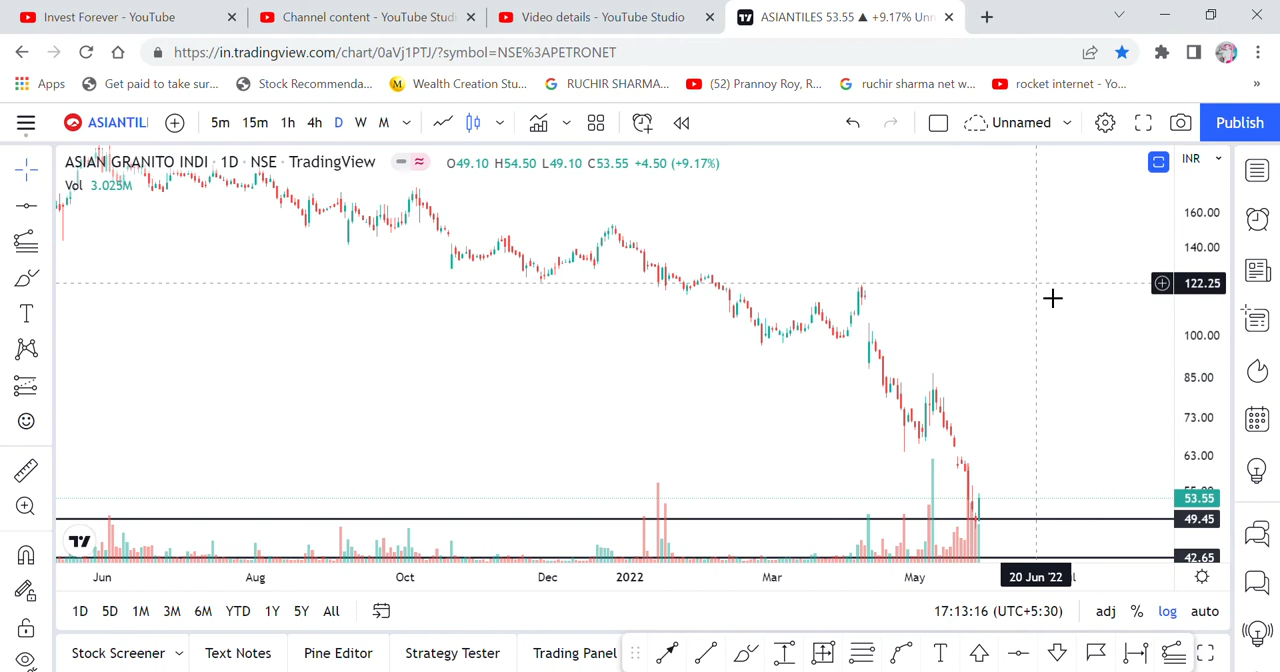 Invest Forever - YouTube
Channel content - YouTube Studi
Video details - YouTube Studio
ASIANTILES 53.55 ▲ +9.17% Unn
https://in.tradingview.com/chart/0aVj1PTJ/?symbol=NSE%3APETRONET
Apps
Get paid to take sur...
Stock Recommenda...
M Wealth Creation Stu...
RUCHIR SHARMA...
(52) Prannoy Roy, R...
ruchir sharma net w...
rocket internet - Yo...
»
ASIANTIL 5m 15m 1h 4h D W M
Unnamed
Publish
ASIAN GRANITO INDI · 1D · NSE · TradingView
O49.10 H54.50 L49.10 C53.55 +4.50 (+9.17%)
INR
Vol 3.025M
160.00
140.00
122.25
100.00
85.00
73.00
63.00
53.55
49.45
42.65
Jun Aug Oct Dec 2022 Mar May 20 Jun '22
1D 5D 1M 3M 6M YTD 1Y 5Y All
17:13:16 (UTC+5:30) adj % log auto
Stock Screener Text Notes Pine Editor Strategy Tester Trading Panel